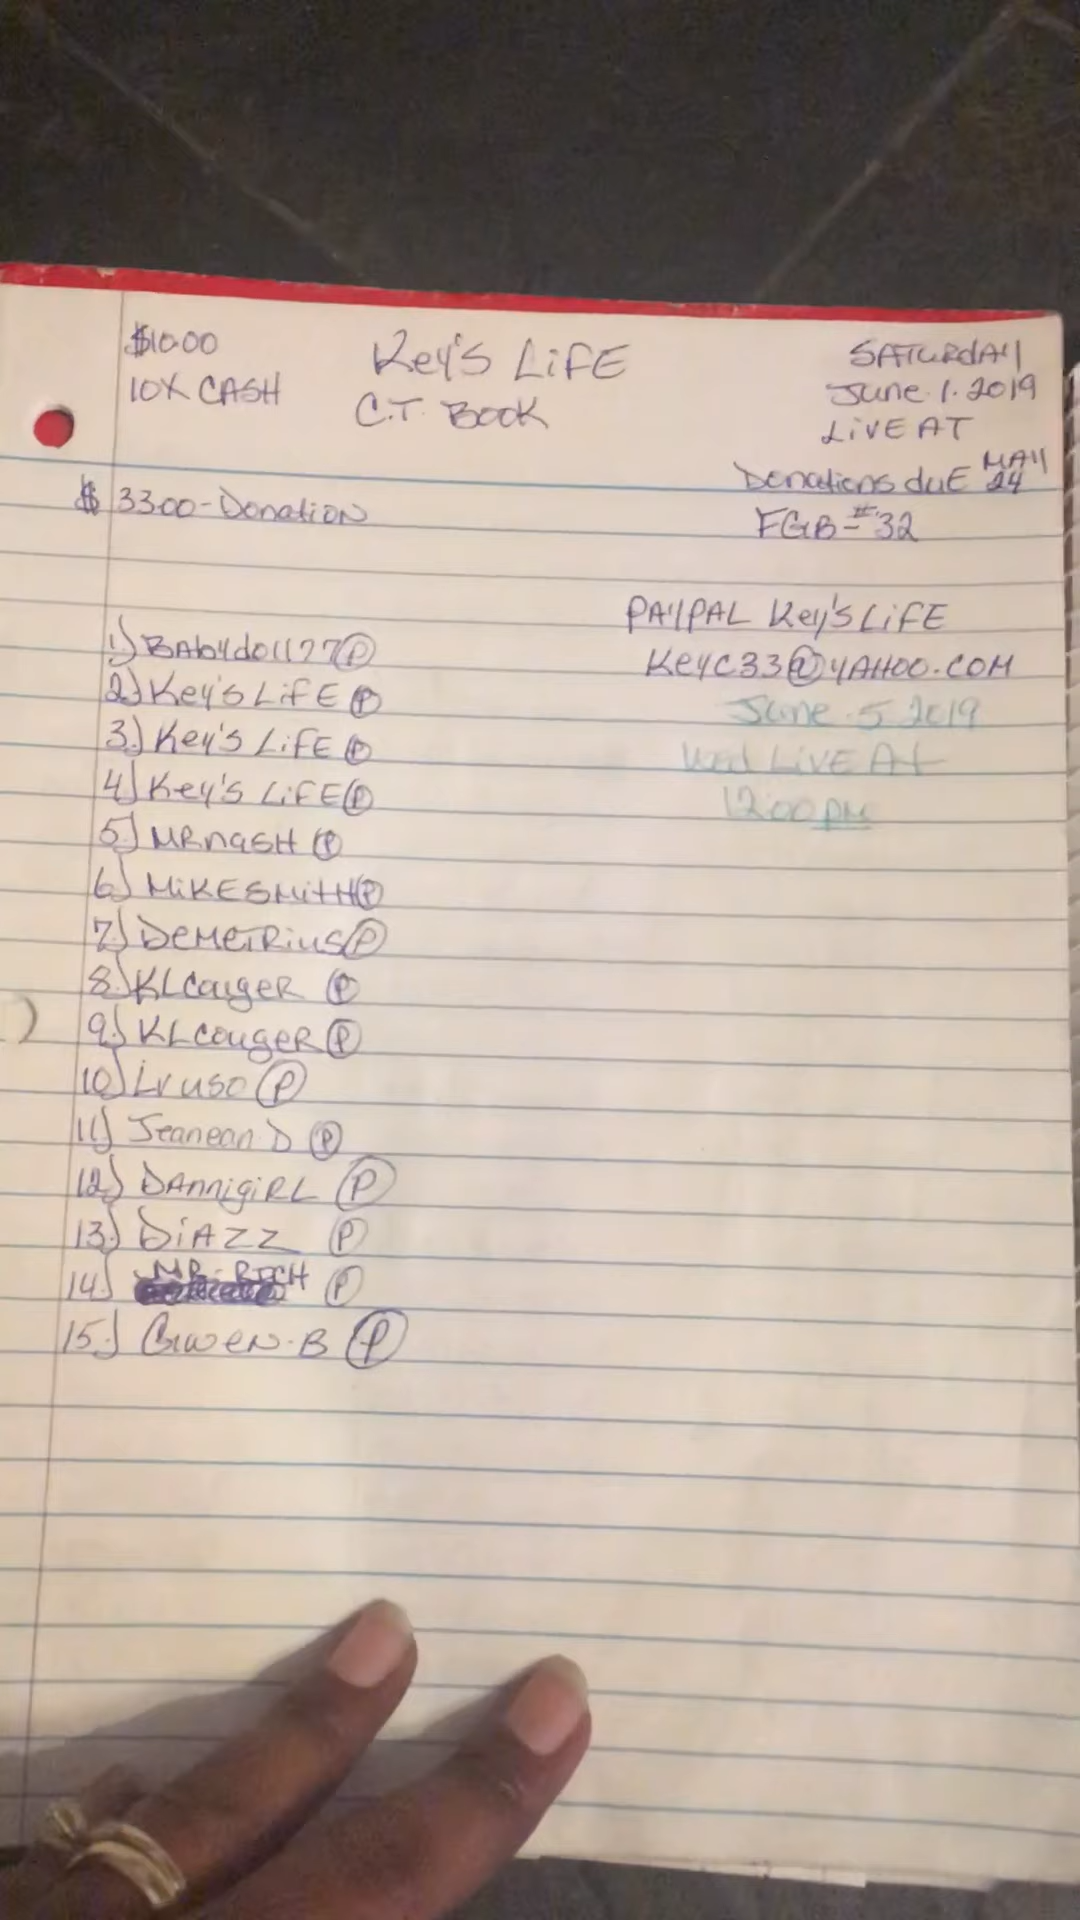 $10.00
10X CASH
Key's LiFE
C.T. BOOK
SATURDAY
June. 1. 2019
LIVE AT
Donations duE MAY 24
FGB-#32
$ 33.00-Donation
PAYPAL Key's LiFE
KeyC33@YAHOO.COM
June. 5 2019
Wed LiVE At
12:00pm
1.) BAbydoll77 P
2.) Key's LiFE P
3.) Key's LiFE P
4.) Key's LiFE P
5.) MRnaSH P
6.) MiKESMitH P
7.) DeMETRiUS P
8.) KLcouger P
9.) KLcougeR P
10.) Lvuso P
11.) Jeanean D P
12.) DAnnigiRL P
13.) DiAZZ P
14.) MR. RICH P
15.) GWEN. B P